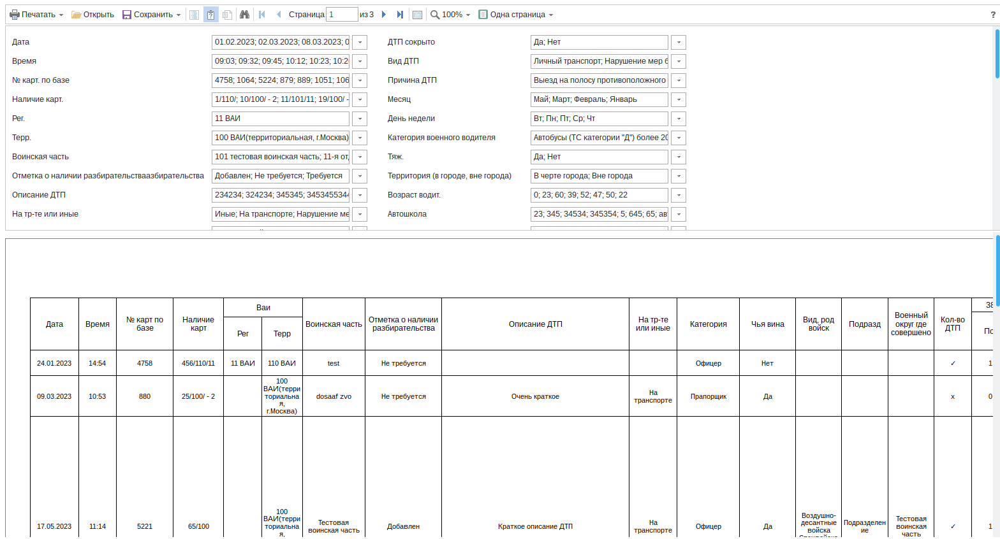 Печатать Открыть Сохранить Страница 1 из 3 100% Одна страница ?
Дата 01.02.2023; 02.03.2023; 08.03.2023; 0 ДТП сокрыто Да; Нет
Время 09:03; 09:32; 09:45; 10:12; 10:23; 10:2 Вид ДТП Личный транспорт; Нарушение мер б
№ карт. по базе 4758; 1064; 5224; 879; 889; 1051; 106 Причина ДТП Выезд на полосу противоположного
Наличие карт. 1/110/; 10/100/ - 2; 11/101/11; 19/100/ - Месяц Май; Март; Февраль; Январь
Рег. 11 ВАИ День недели Вт; Пн; Пт; Ср; Чт
Терр. 100 ВАИ(территориальная, г.Москва) Категория военного водителя Автобусы (ТС категории "Д") более 20
Воинская часть 101 тестовая воинская часть; 11-я от Тяж. Да; Нет
Отметка о наличии разбирательстваазбирательства Добавлен; Не требуется; Требуется Территория (в городе, вне города) В черте города; Вне города
Описание ДТП 234234; 324234; 345345; 3453455344 Возраст водит. 0; 23; 60; 39; 52; 47; 50; 22
На тр-те или иные Иные; На транспорте; Нарушение ме Автошкола 23; 345; 34534; 345354; 5; 645; 65; ав
Дата Время № карт по базе Наличие карт Ваи Рег Терр Воинская часть Отметка о наличии разбирательства Описание ДТП На тр-те или иные Категория Чья вина Вид, род войск Подразд Военный округ где совершено Кол-во ДТП 38 По
24.01.2023 14:54 4758 456/110/11 11 ВАИ 110 ВАИ test Не требуется Офицер Нет ✓ 1
09.03.2023 10:53 880 25/100/ - 2 100 ВАИ(территориальная, г.Москва) dosaaf zvo Не требуется Очень краткое На транспорте Прапорщик Да x 0
17.05.2023 11:14 5221 65/100 100 ВАИ(территориальная, Тестовая воинская часть Добавлен Краткое описание ДТП На транспорте Офицер Да Воздушно-десантные войска Подразделение Тестовая воинская часть ✓ 1